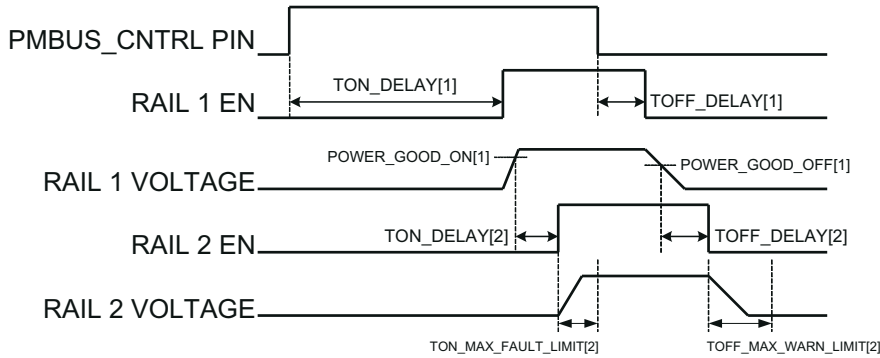 PMBUS_CNTRL PIN
TON_DELAY[1]
RAIL 1 EN
TOFF_DELAY[1]
POWER_GOOD_ON[1]
POWER_GOOD_OFF[1]
RAIL 1 VOLTAGE
TON_DELAY[2]
TOFF_DELAY[2]
RAIL 2 EN
RAIL 2 VOLTAGE
TON_MAX_FAULT_LIMIT[2]
TOFF_MAX_WARN_LIMIT[2]